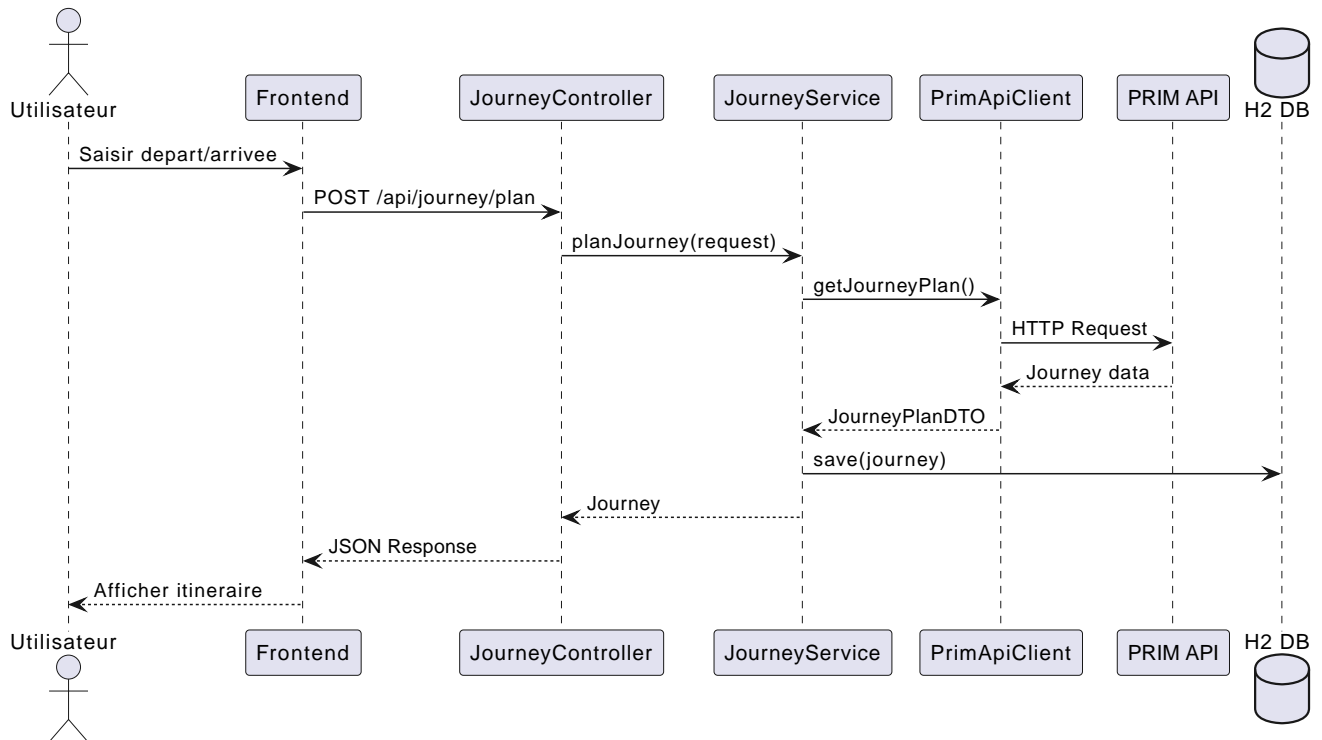 Utilisateur
Frontend
JourneyController
JourneyService
PrimApiClient
PRIM API
H2 DB
Saisir depart/arrivee
POST /api/journey/plan
planJourney(request)
getJourneyPlan()
HTTP Request
Journey data
JourneyPlanDTO
save(journey)
Journey
JSON Response
Afficher itineraire
Utilisateur
Frontend
JourneyController
JourneyService
PrimApiClient
PRIM API
H2 DB